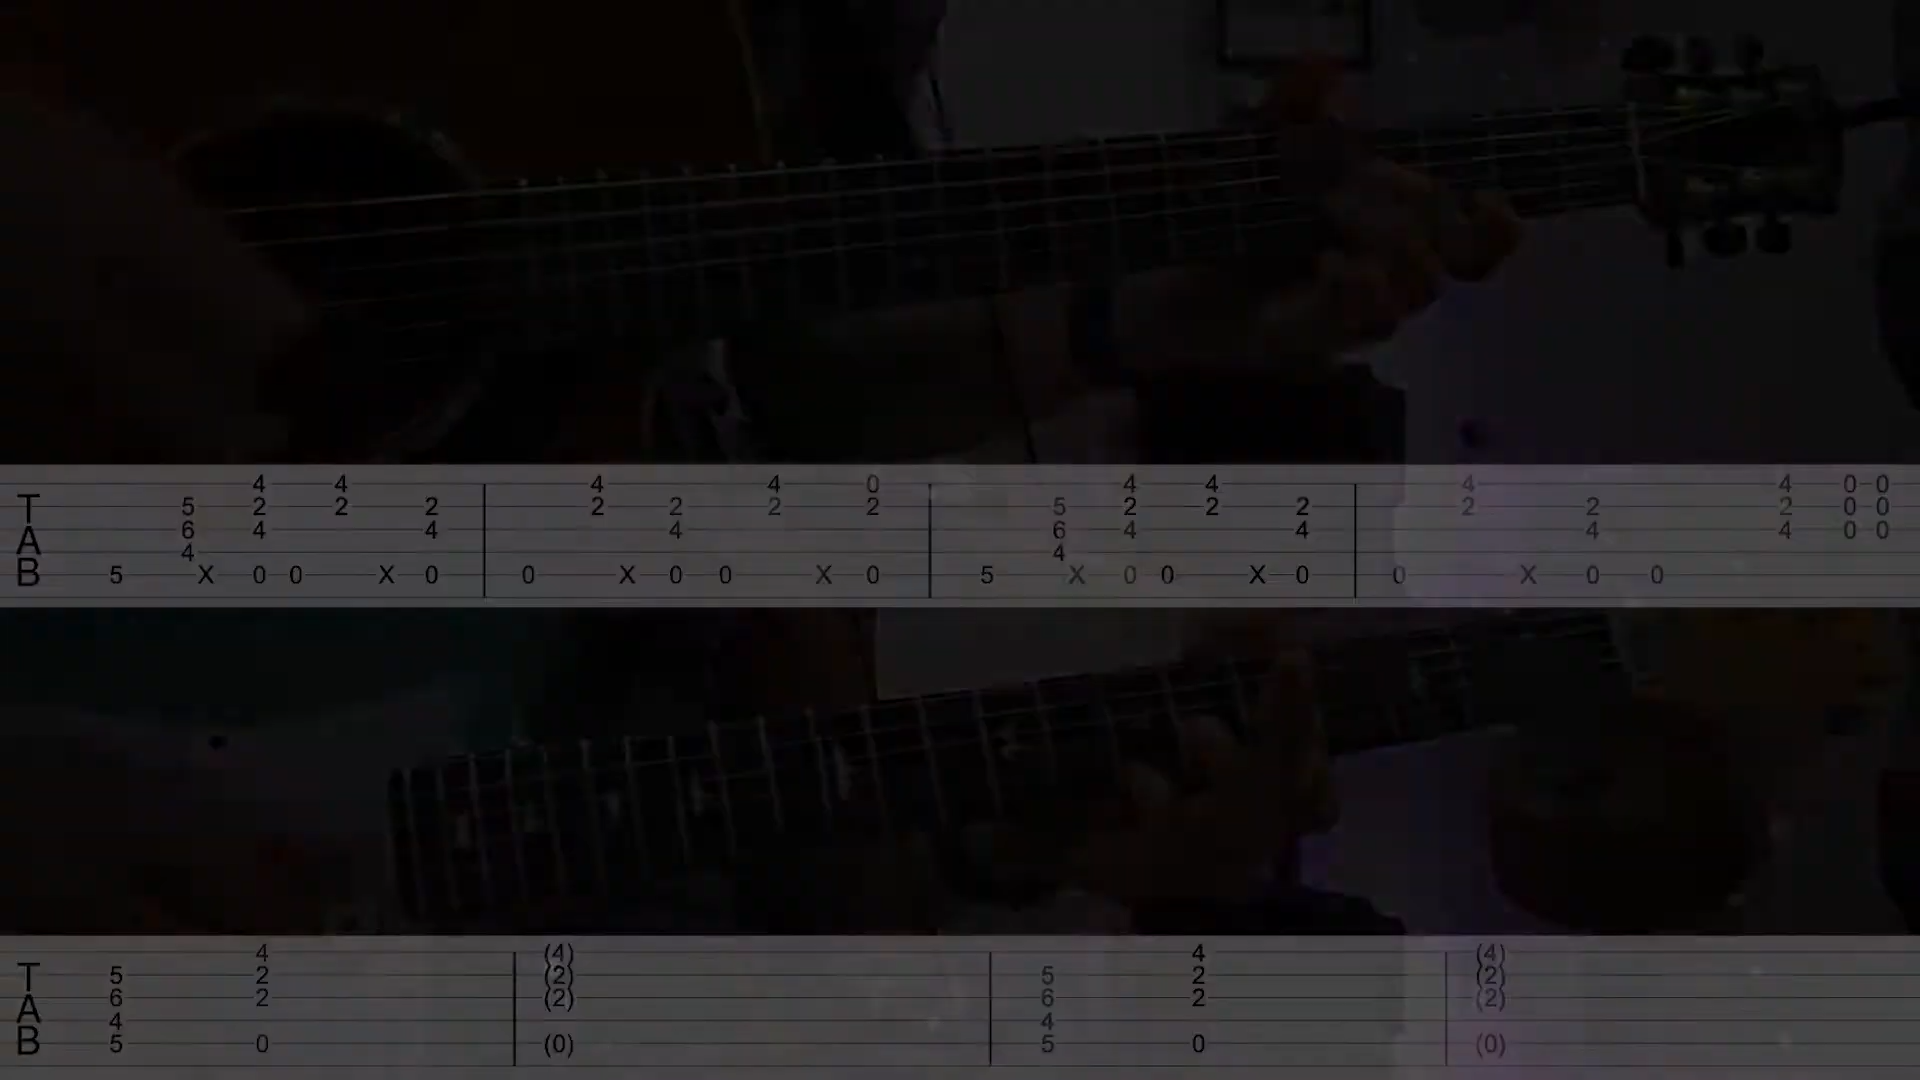 4 4 4 4 0 4 4 4 4 0 0
T 5 2 2 2 2 2 2 2 5 2 2 2 2 2 2 0 0
A 6 4 4 4 6 4 4 4 4 0 0
4 4
B 5 X 0 0 X 0 0 X 0 0 X 0 5 X 0 0 X 0 0 X 0 0
4 (4) 4 (4)
T 5 2 (2) 5 2 (2)
A 6 2 (2) 6 2 (2)
4 4
B 5 0 (0) 5 0 (0)